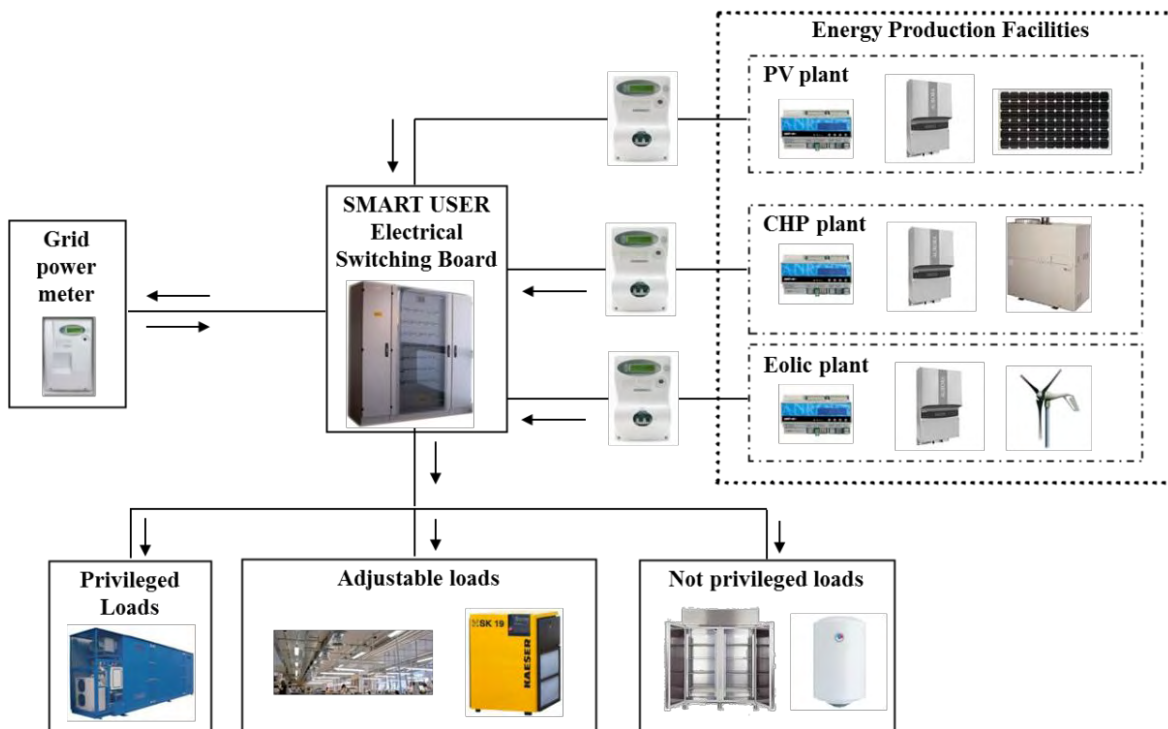 Energy Production Facilities
PV plant
SMART USER
Electrical
Switching Board
CHP plant
Grid
power
meter
Eolic plant
Privileged
Loads
Adjustable loads
SK 19
KAESER
Not privileged loads